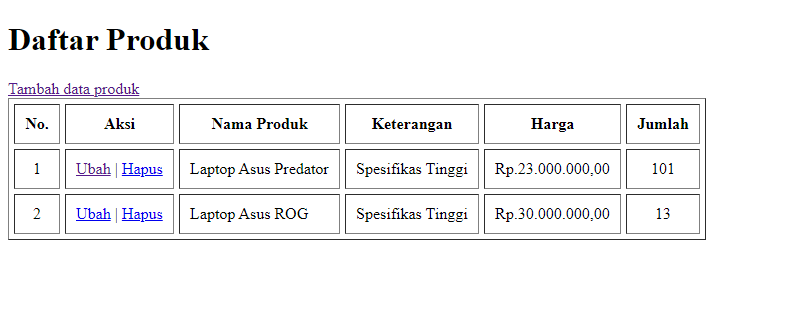 Daftar Produk
Tambah data produk
No. Aksi Nama Produk Keterangan Harga Jumlah
1 Ubah | Hapus Laptop Asus Predator Spesifikas Tinggi Rp.23.000.000,00 101
2 Ubah | Hapus Laptop Asus ROG Spesifikas Tinggi Rp.30.000.000,00 13